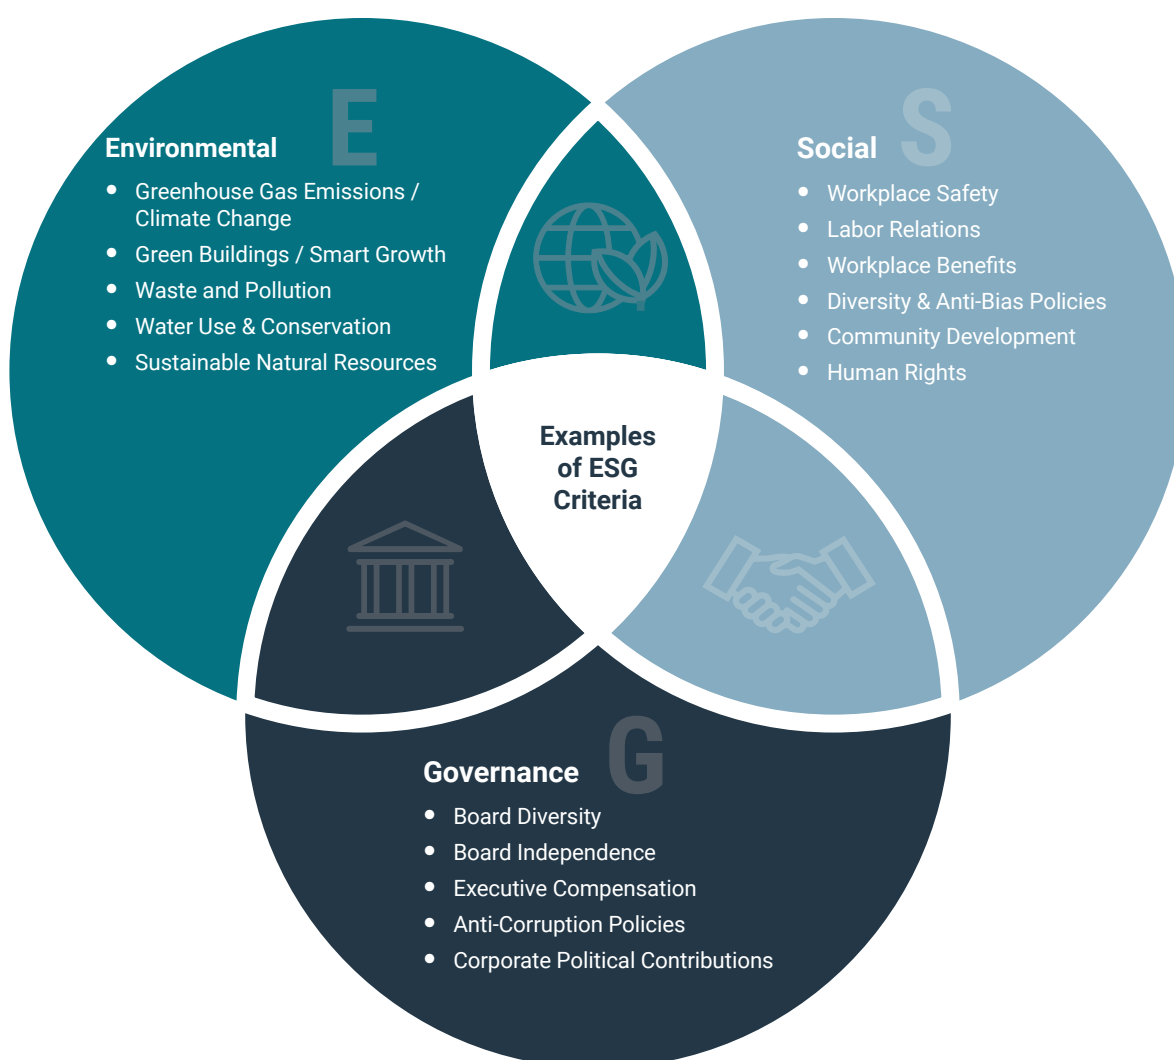 E
Environmental
• Greenhouse Gas Emissions /
Climate Change
• Green Buildings / Smart Growth
• Waste and Pollution
• Water Use & Conservation
• Sustainable Natural Resources
S
Social
• Workplace Safety
• Labor Relations
• Workplace Benefits
• Diversity & Anti-Bias Policies
• Community Development
• Human Rights
Examples
of ESG
Criteria
G
Governance
• Board Diversity
• Board Independence
• Executive Compensation
• Anti-Corruption Policies
• Corporate Political Contributions